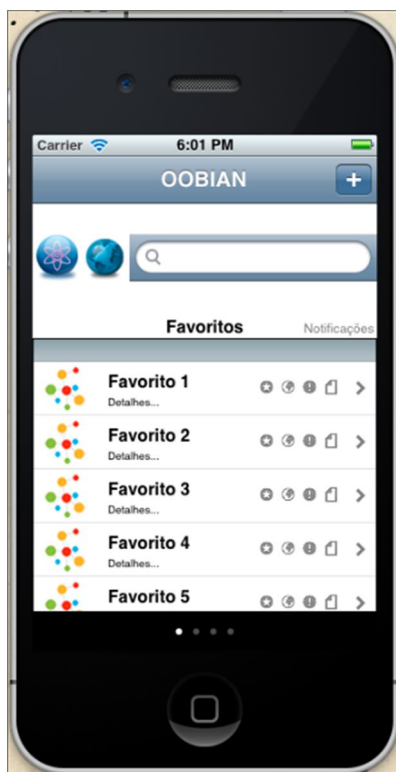 Carrier 6:01 PM
OOBIAN +
Favoritos Notificações
Favorito 1
Detalhes...
Favorito 2
Detalhes...
Favorito 3
Detalhes...
Favorito 4
Detalhes...
Favorito 5